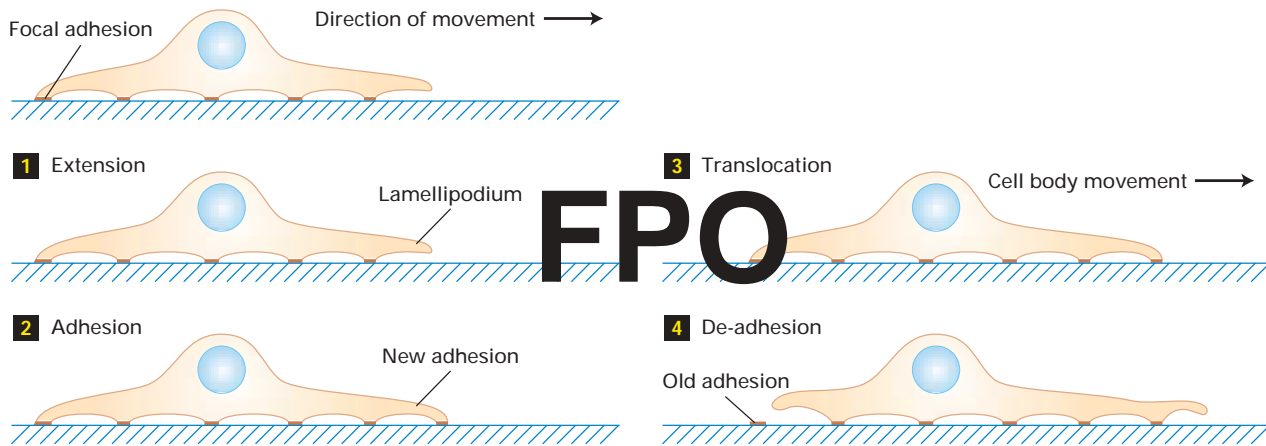 Focal adhesion
Direction of movement
1 Extension
Lamellipodium
2 Adhesion
New adhesion
FPO
3 Translocation
Cell body movement
4 De-adhesion
Old adhesion